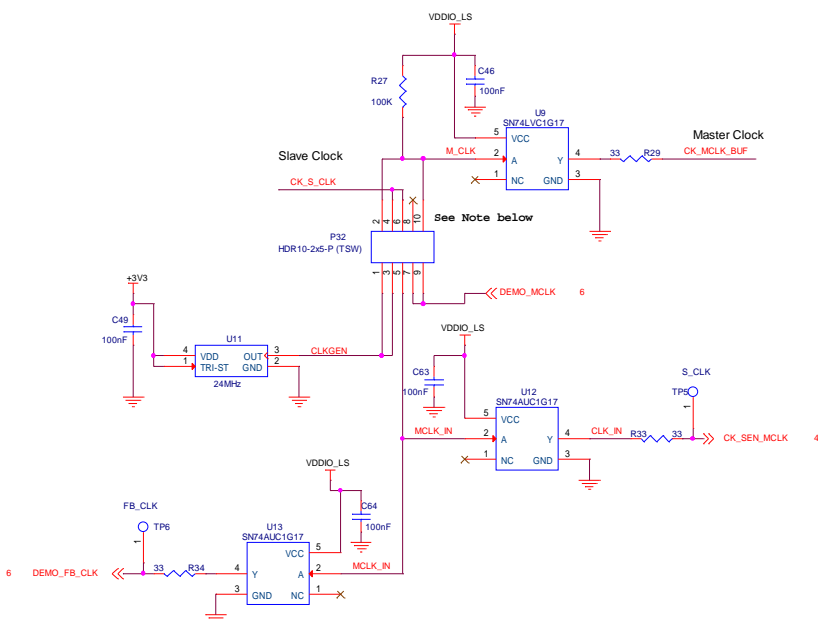 VDDIO_LS
R27
100K
C46
100nF
U9
SN74LVC1G17
5
VCC
2
A
1
NC
Y
4
GND
3
M_CLK
33
R29
Master Clock
CK_MCLK_BUF
Slave Clock
CK_S_CLK
2
4
6
8
10
See Note below
P32
HDR10-2x5-P (TSW)
1
3
5
7
9
DEMO_MCLK
6
+3V3
C49
100nF
U11
4
VDD
1
TRI-ST
OUT
3
GND
2
24MHz
CLKGEN
VDDIO_LS
C63
100nF
U12
SN74AUC1G17
5
VCC
MCLK_IN
2
A
1
NC
Y
4
GND
3
CLK_IN
R33
33
S_CLK
TP5
1
CK_SEN_MCLK
4
VDDIO_LS
C64
100nF
FB_CLK
TP6
1
U13
SN74AUC1G17
VCC
5
A
2
MCLK_IN
NC
1
4
Y
3
GND
33
R34
6
DEMO_FB_CLK